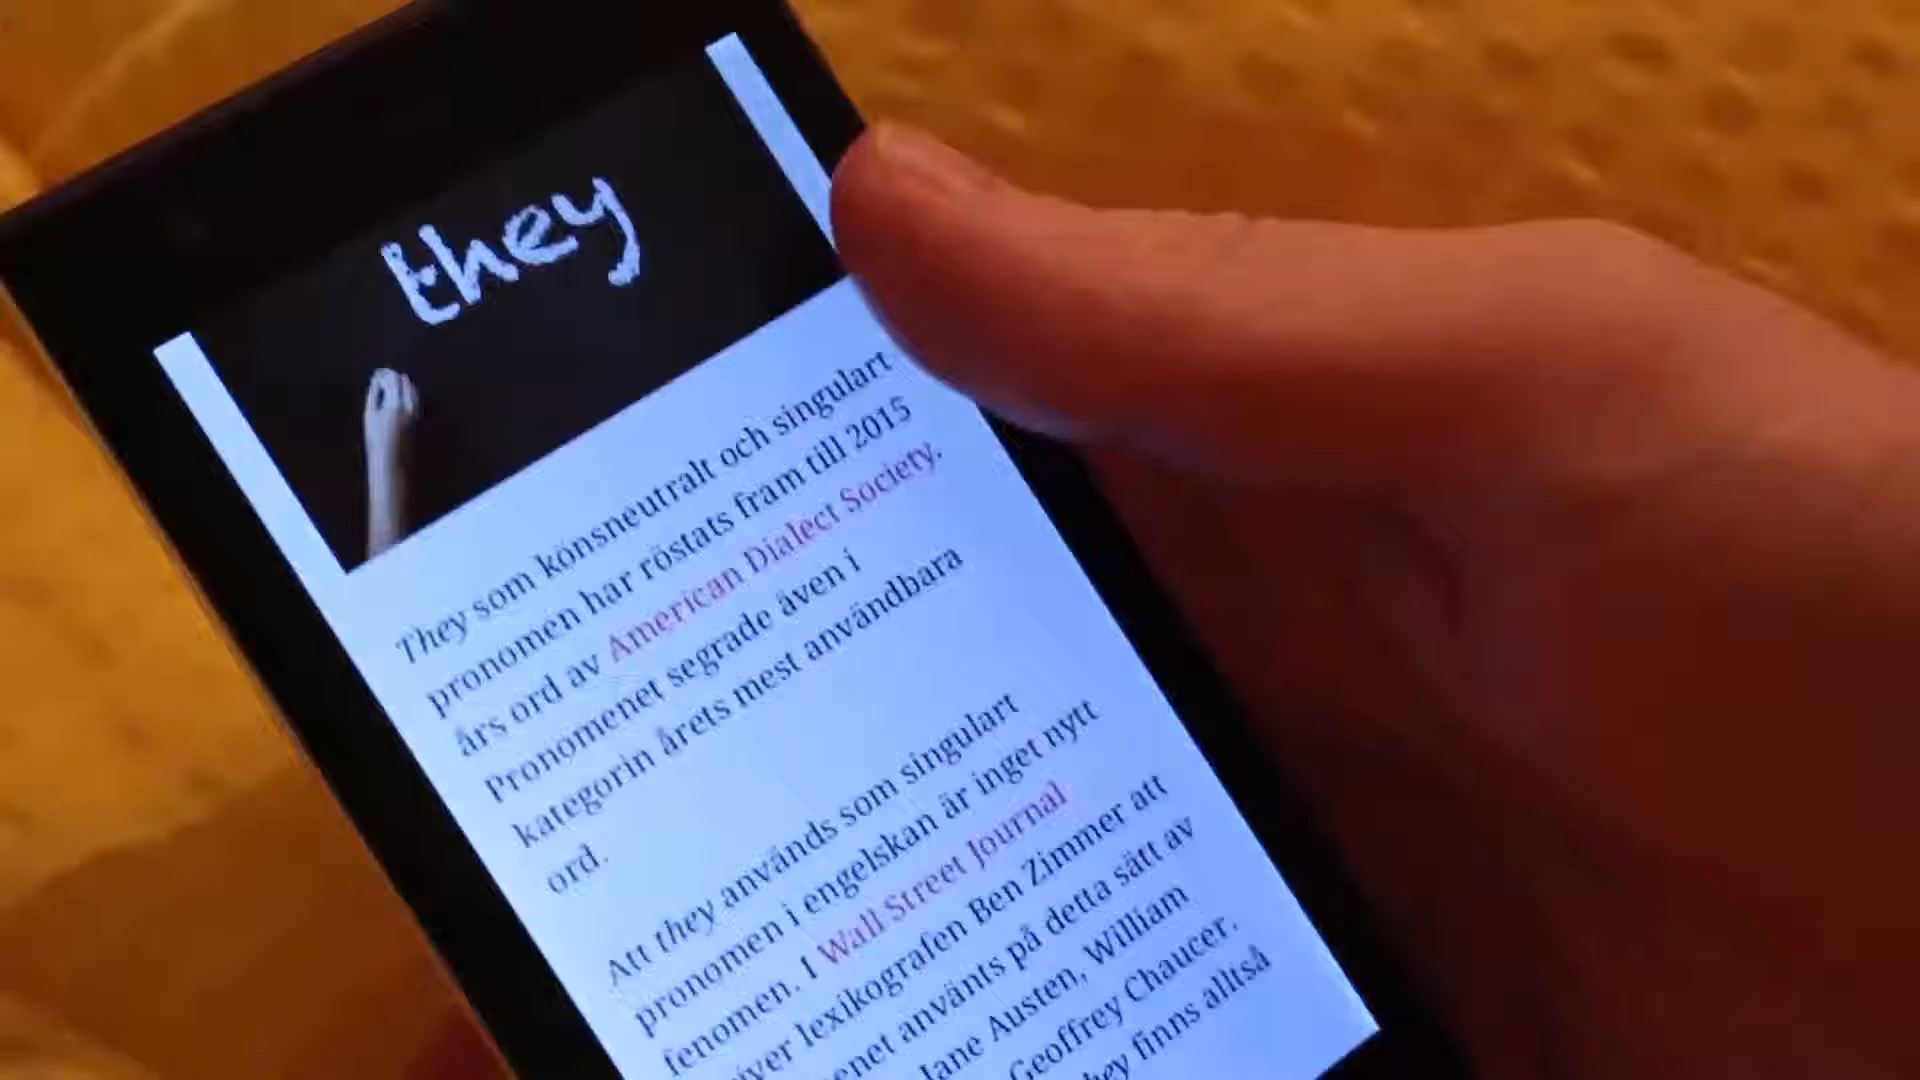 they
They som könsneutralt och singulart
pronomen har röstats fram till 2015
års ord av American Dialect Society.
Pronomenet segrade även i
kategorin årets mest användbara
ord.
Att they används som singulart
pronomen i engelskan är inget nytt
fenomen. I Wall Street Journal
lexikografen Ben Zimmer att
använts på detta sätt av
Jane Austen, William
Geoffrey Chaucer.
finns alltså